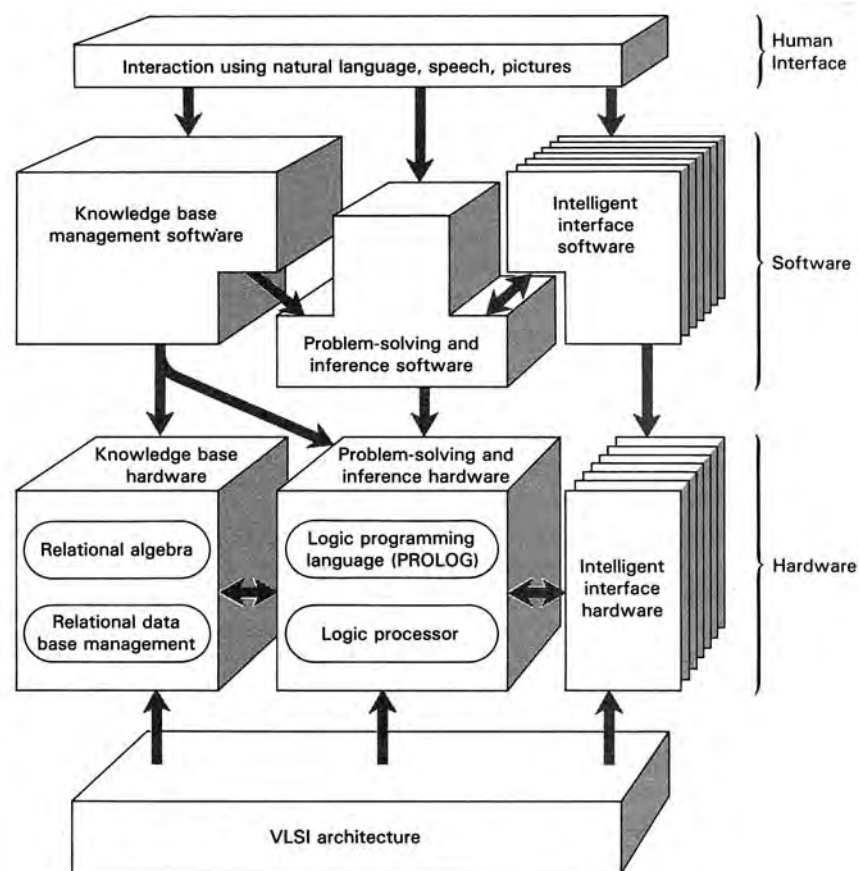 Interaction using natural language, speech, pictures
Human
Interface
Knowledge base
management software
Intelligent
interface
software
Software
Problem-solving and
inference software
Knowledge base
hardware
Problem-solving and
inference hardware
Relational algebra
Logic programming
language (PROLOG)
Intelligent
interface
hardware
Hardware
Relational data
base management
Logic processor
VLSI architecture